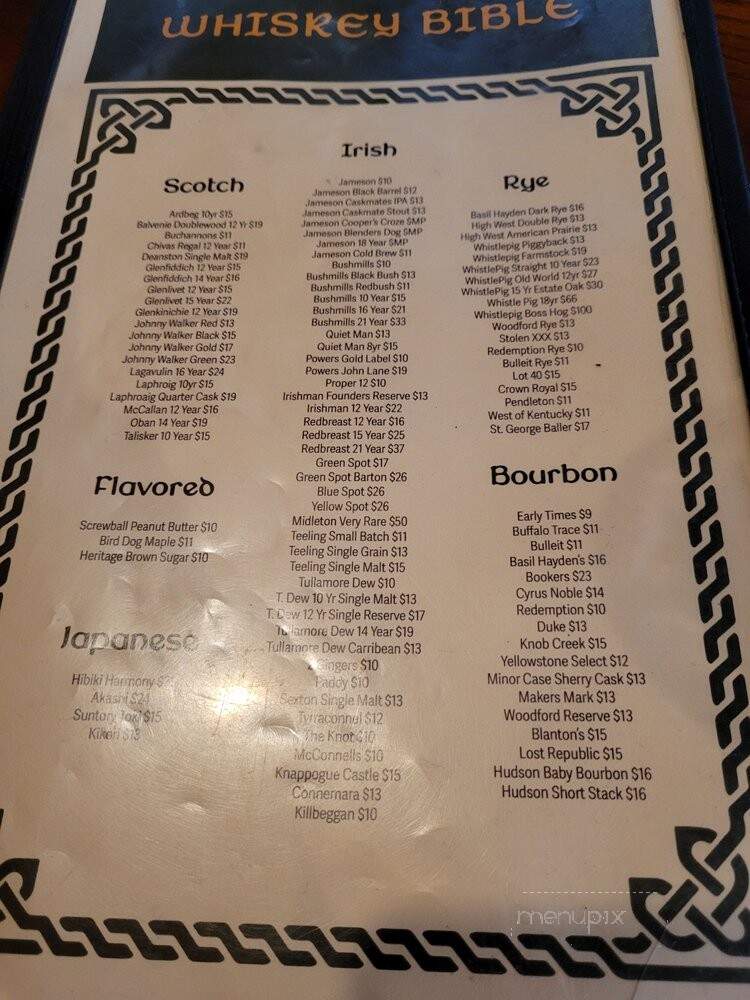 WHISKEY BIBLE
Scotch
Ardbeg 10yr $15
Balvenie Doublewood 12 Yr $19
Buchannons $11
Chivas Regal 12 Year $11
Deanston Single Malt $19
Glenfiddich 12 Year $15
Glenfiddich 14 Year $16
Glenlivet 12 Year $15
Glenlivet 15 Year $22
Glenkinichie 12 Year $19
Johnny Walker Red $13
Johnny Walker Black $15
Johnny Walker Gold $17
Johnny Walker Green $23
Lagavulin 16 Year $24
Laphroig 10yr $15
Laphroaig Quarter Cask $19
McCallan 12 Year $16
Oban 14 Year $19
Talisker 10 Year $15
Flavored
Screwball Peanut Butter $10
Bird Dog Maple $11
Heritage Brown Sugar $10
Japanese
Hibiki Harmony
Akashi $24
Suntory Toki $15
Kikori $13
Irish
Jameson $10
Jameson Black Barrel $12
Jameson Caskmates IPA $13
Jameson Caskmate Stout $13
Jameson Cooper's Croze $MP
Jameson Blenders Dog $MP
Jameson 18 Year $MP
Jameson Cold Brew $11
Bushmills $10
Bushmills Black Bush $13
Bushmills Redbush $11
Bushmills 10 Year $15
Bushmills 16 Year $21
Bushmills 21 Year $33
Quiet Man $13
Quiet Man 8yr $15
Powers Gold Label $10
Powers John Lane $19
Proper 12 $10
Irishman Founders Reserve $13
Irishman 12 Year $22
Redbreast 12 Year $16
Redbreast 15 Year $25
Redbreast 21 Year $37
Green Spot $17
Green Spot Barton $26
Blue Spot $26
Yellow Spot $26
Midleton Very Rare $50
Teeling Small Batch $11
Teeling Single Grain $13
Teeling Single Malt $15
Tullamore Dew $10
T. Dew 10 Yr Single Malt $13
T. Dew 12 Yr Single Reserve $17
Tullamore Dew 14 Year $19
Tullamore Dew Carribean $13
2 Gingers $10
Paddy $10
Sexton Single Malt $13
Tyrraconnel $12
The Knot $10
McConnells $10
Knappogue Castle $15
Connemara $13
Killbeggan $10
Rye
Basil Hayden Dark Rye $16
High West Double Rye $13
High West American Prairie $13
Whistlepig Piggyback $13
Whistlepig Farmstock $19
WhistlePig Straight 10 Year $23
WhistlePig Old World 12yr $27
WhistlePig 15 Yr Estate Oak $30
Whistle Pig 18yr $66
Whistlepig Boss Hog $100
Woodford Rye $13
Stolen XXX $13
Redemption Rye $10
Bulleit Rye $11
Lot 40 $15
Crown Royal $15
Pendleton $11
West of Kentucky $11
St. George Baller $17
Bourbon
Early Times $9
Buffalo Trace $11
Bulleit $11
Basil Hayden's $16
Bookers $23
Cyrus Noble $14
Redemption $10
Duke $13
Knob Creek $15
Yellowstone Select $12
Minor Case Sherry Cask $13
Makers Mark $13
Woodford Reserve $13
Blanton's $15
Lost Republic $15
Hudson Baby Bourbon $16
Hudson Short Stack $16
menupix